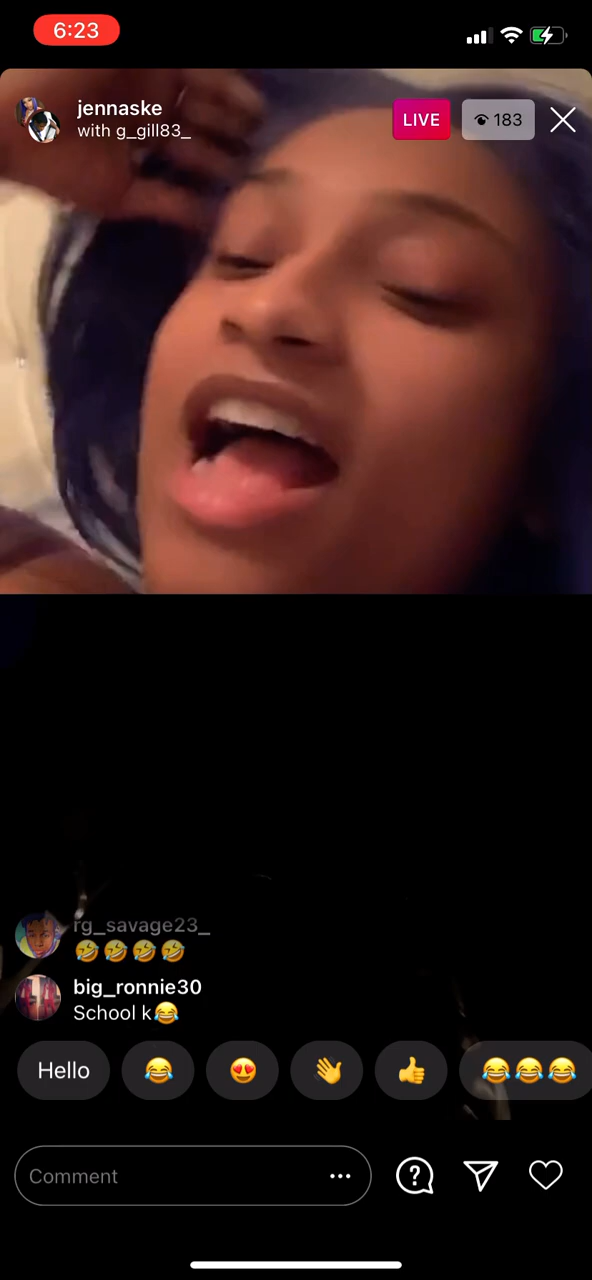 6:23
jennaske
with g_gill83_
LIVE
183
rg_savage23_
🤣🤣🤣🤣
big_ronnie30
School k😂
Hello
😂
😍
👋
👍
😂😂😂
Comment